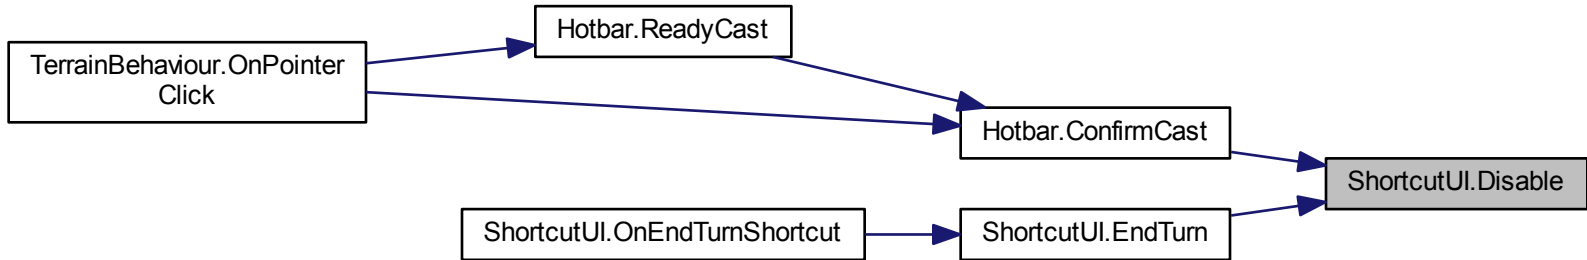 Hotbar.ReadyCast
TerrainBehaviour.OnPointer
Click
Hotbar.ConfirmCast
ShortcutUI.Disable
ShortcutUI.OnEndTurnShortcut
ShortcutUI.EndTurn